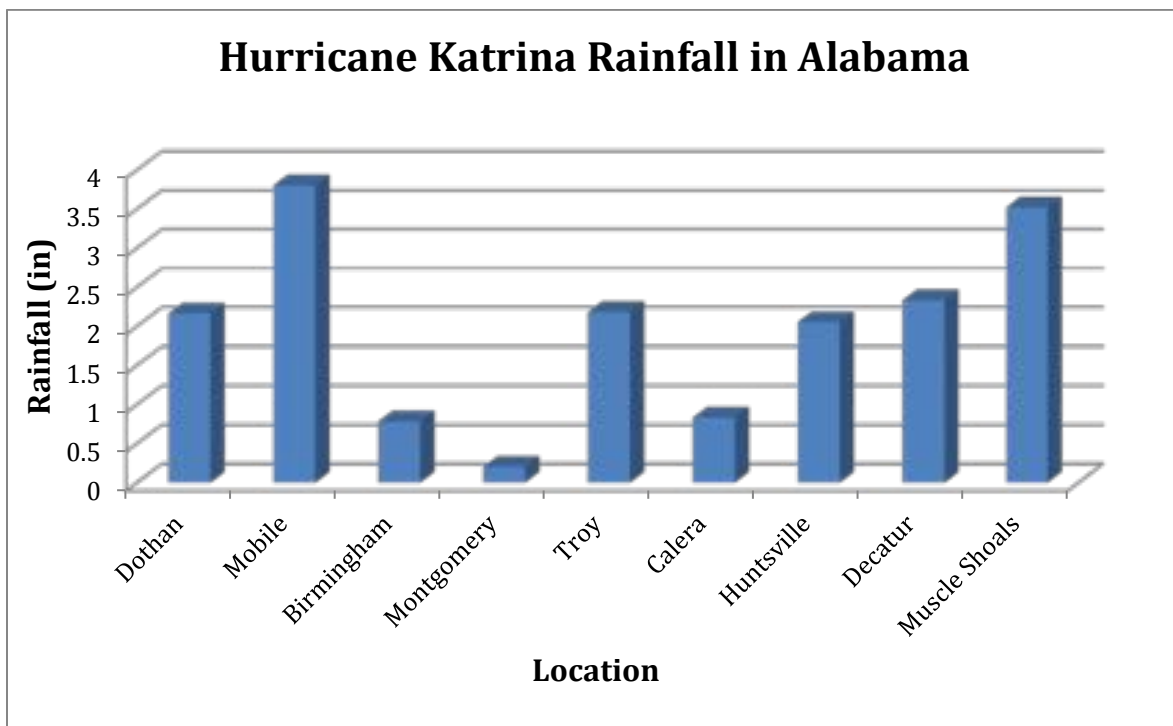 Hurricane Katrina Rainfall in Alabama
Rainfall (in)
4
3.5
3
2.5
2
1.5
1
0.5
0
Dothan
Mobile
Birmingham
Montgomery
Troy
Calera
Huntsville
Decatur
Muscle Shoals
Location